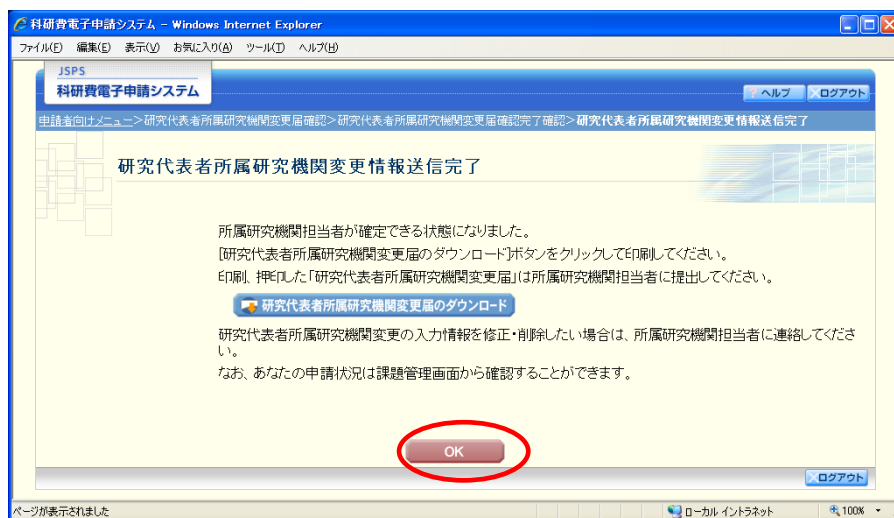 科研費電子申請システム - Windows Internet Explorer
ファイル(F) 編集(E) 表示(V) お気に入り(A) ツール(T) ヘルプ(H)
JSPS
科研費電子申請システム
? ヘルプ ログアウト
申請者向けメニュー>研究代表者所属研究機関変更届確認>研究代表者所属研究機関変更届確認完了確認>研究代表者所属研究機関変更情報送信完了
研究代表者所属研究機関変更情報送信完了
所属研究機関担当者が確定できる状態になりました。
[研究代表者所属研究機関変更届のダウンロード]ボタンをクリックして印刷してください。
印刷、押印した「研究代表者所属研究機関変更届」は所属研究機関担当者に提出してください。
研究代表者所属研究機関変更届のダウンロード
研究代表者所属研究機関変更の入力情報を修正・削除したい場合は、所属研究機関担当者に連絡してくださ
い。
なお、あなたの申請状況は課題管理画面から確認することができます。
OK
ログアウト
ページが表示されました ローカル イントラネット 100%